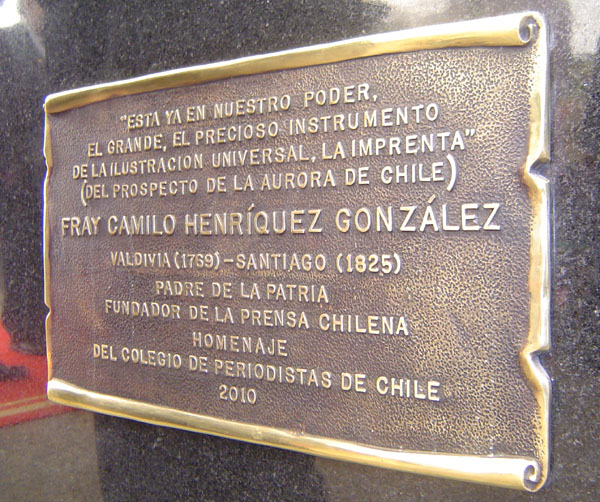 "ESTA YA EN NUESTRO PODER,
EL GRANDE, EL PRECIOSO INSTRUMENTO
DE LA ILUSTRACION UNIVERSAL, LA IMPRENTA"
(DEL PROSPECTO DE LA AURORA DE CHILE)
FRAY CAMILO HENRÍQUEZ GONZÁLEZ
VALDIVIA (1769) - SANTIAGO (1825)
PADRE DE LA PATRIA
FUNDADOR DE LA PRENSA CHILENA
HOMENAJE
DEL COLEGIO DE PERIODISTAS DE CHILE
2010